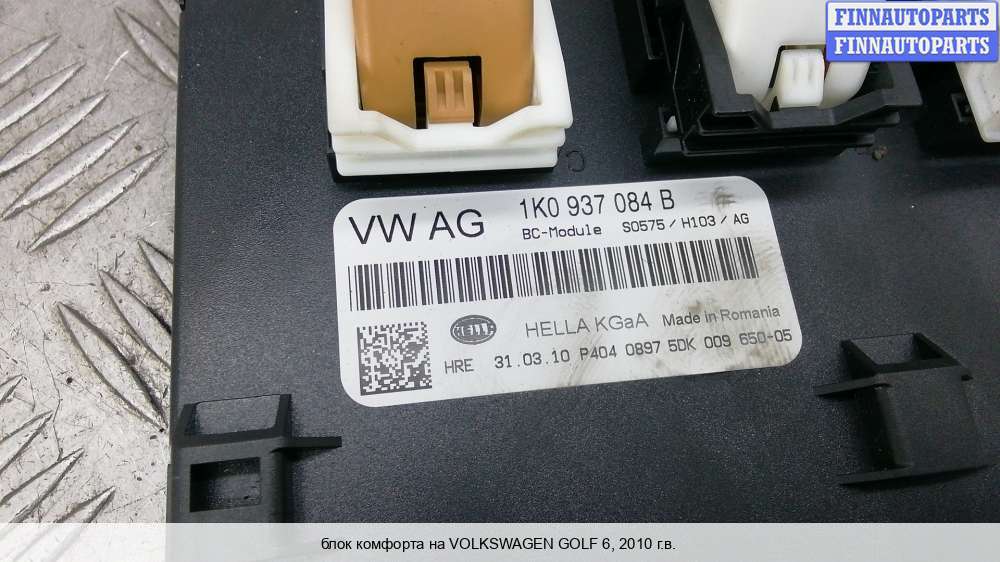 FINNAUTOPARTS
FINNAUTOPARTS
VW AG
1K0 937 084 B
BC-Module S0575/H103/AG
HELLA
HELLA KGaA Made in Romania
HRE 31.03.10 P404 0897 5DK 009 650-05
блок комфорта на VOLKSWAGEN GOLF 6, 2010 г.в.